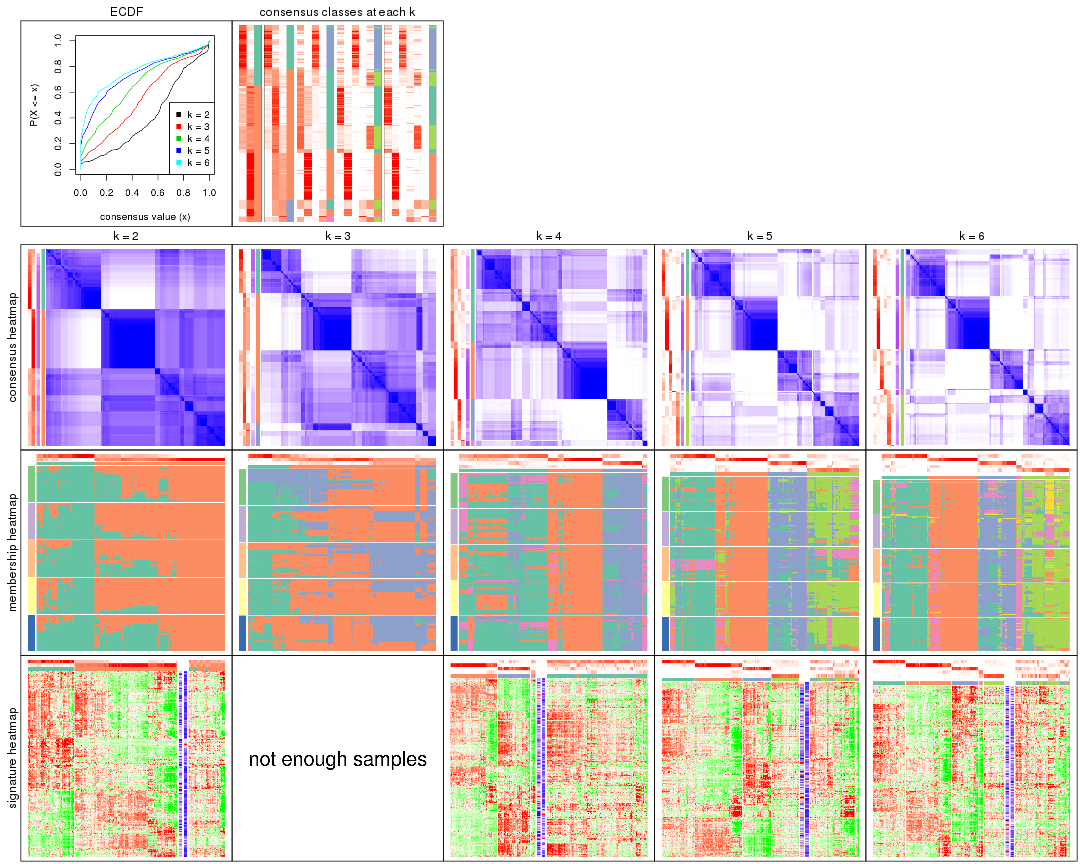 ECDF
consensus classes at each k
P(X <= x)
0.0 0.2 0.4 0.6 0.8 1.0
k = 2
k = 3
k = 4
k = 5
k = 6
0.0 0.2 0.4 0.6 0.8 1.0
consensus value (x)
k = 2 k = 3 k = 4 k = 5 k = 6
consensus heatmap
membership heatmap
signature heatmap
not enough samples